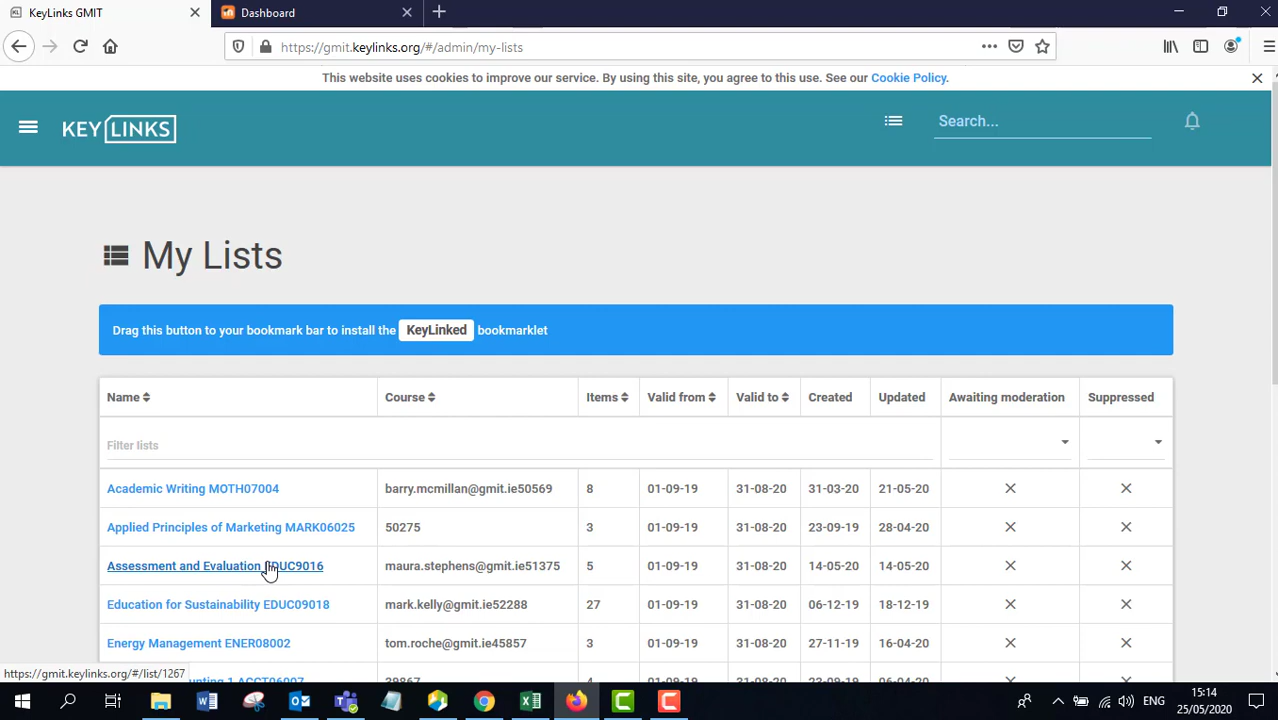 KeyLinks GMIT
Dashboard
https://gmit.keylinks.org/#/admin/my-lists
This website uses cookies to improve our service. By using this site, you agree to this use. See our Cookie Policy.
KEY LINKS
Search...
My Lists
Drag this button to your bookmark bar to install the KeyLinked bookmarklet
Name Course Items Valid from Valid to Created Updated Awaiting moderation Suppressed
Filter lists
Academic Writing MOTH07004 barry.mcmillan@gmit.ie50569 8 01-09-19 31-08-20 31-03-20 21-05-20
Applied Principles of Marketing MARK06025 50275 3 01-09-19 31-08-20 23-09-19 28-04-20
Assessment and Evaluation EDUC9016 maura.stephens@gmit.ie51375 5 01-09-19 31-08-20 14-05-20 14-05-20
Education for Sustainability EDUC09018 mark.kelly@gmit.ie52288 27 01-09-19 31-08-20 06-12-19 18-12-19
Energy Management ENER08002 tom.roche@gmit.ie45857 3 01-09-19 31-08-20 27-11-19 16-04-20
https://gmit.keylinks.org/#/list/1267
ENG
15:14
25/05/2020